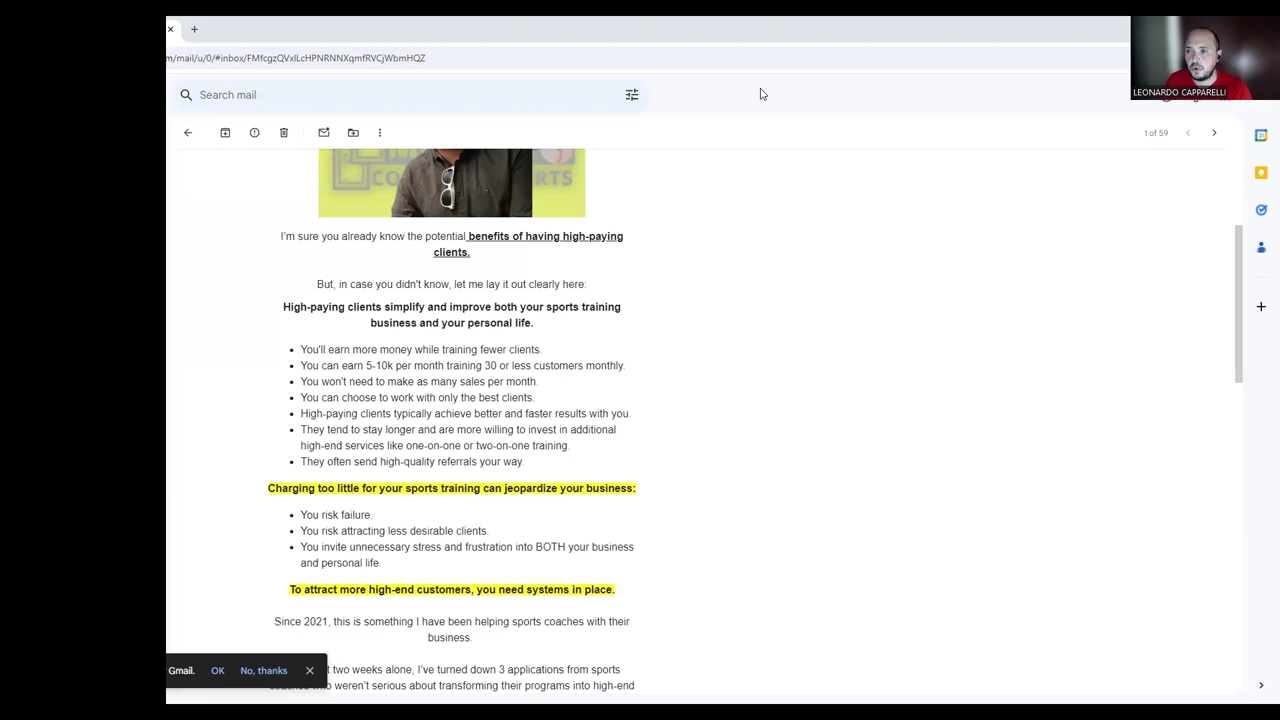 m/mail/u/0/#inbox/FMfcgzQVxlLcHPNRNNXqmfRVCjWbmHQZ
LEONARDO CAPPARELLI
Search mail
1 of 59
CO
RTS
I'm sure you already know the potential benefits of having high-paying
clients.
But, in case you didn't know, let me lay it out clearly here:
High-paying clients simplify and improve both your sports training
business and your personal life.
• You'll earn more money while training fewer clients.
• You can earn 5-10k per month training 30 or less customers monthly.
• You won't need to make as many sales per month.
• You can choose to work with only the best clients.
• High-paying clients typically achieve better and faster results with you.
• They tend to stay longer and are more willing to invest in additional
high-end services like one-on-one or two-on-one training.
• They often send high-quality referrals your way.
Charging too little for your sports training can jeopardize your business:
• You risk failure.
• You risk attracting less desirable clients.
• You invite unnecessary stress and frustration into BOTH your business
and personal life.
To attract more high-end customers, you need systems in place.
Since 2021, this is something I have been helping sports coaches with their
business.
Gmail. OK No, thanks
two weeks alone, I've turned down 3 applications from sports
who weren't serious about transforming their programs into high-end